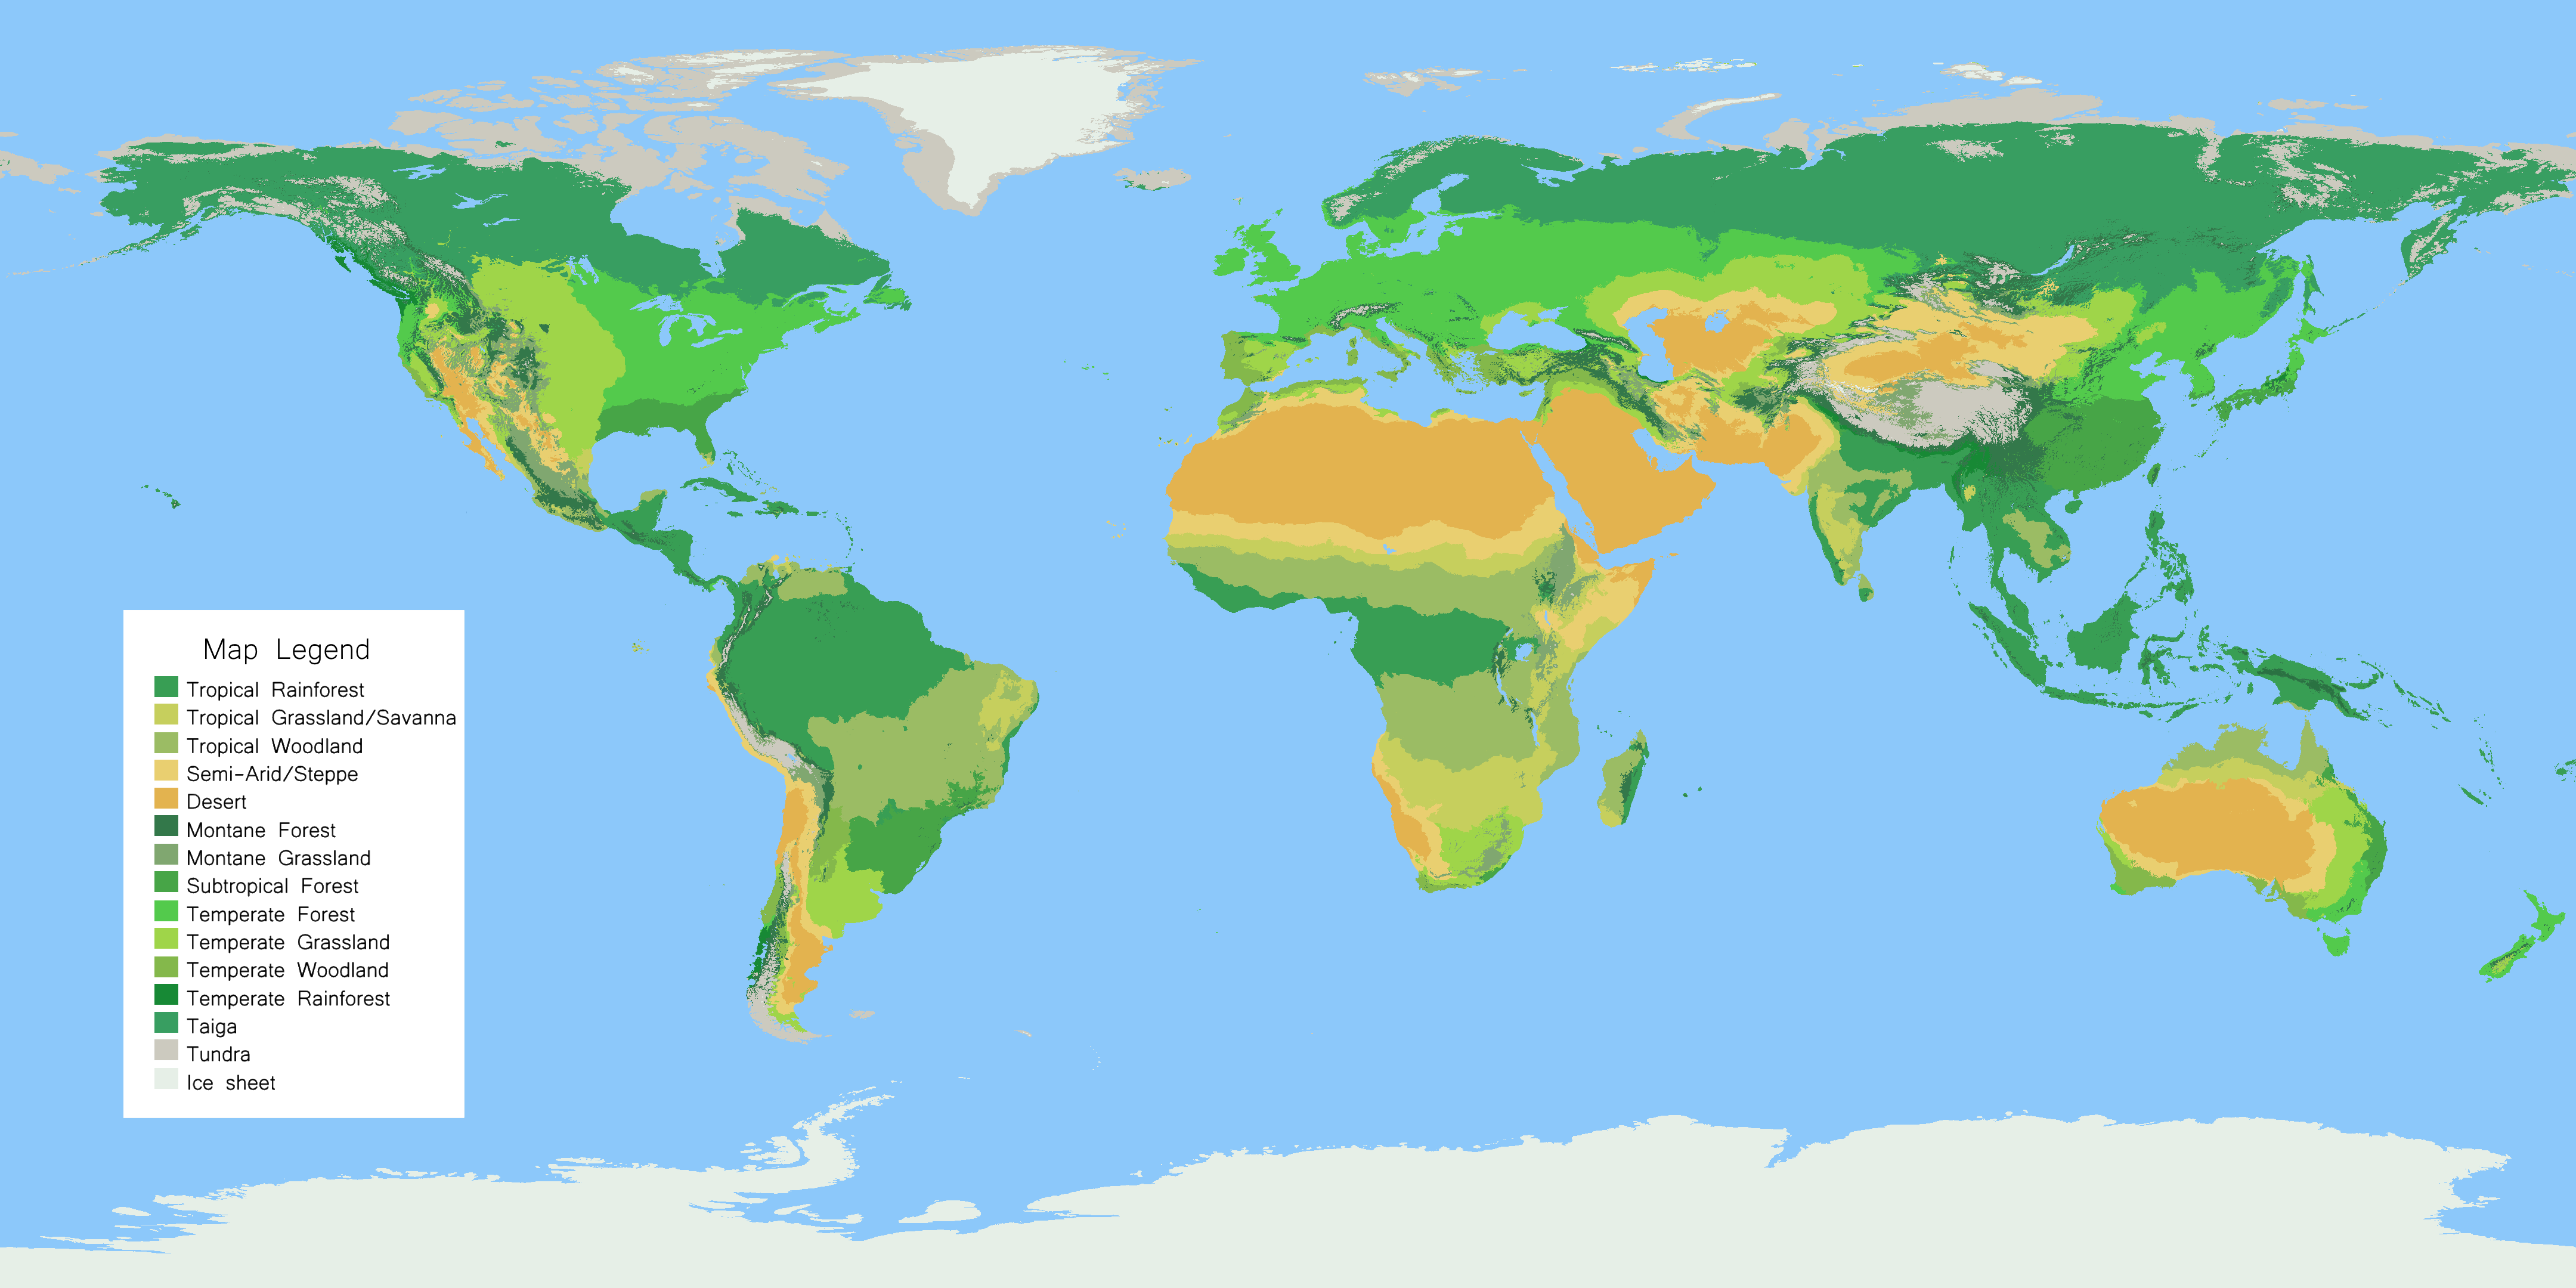 Map Legend
Tropical Rainforest
Tropical Grassland/Savanna
Tropical Woodland
Semi-Arid/Steppe
Desert
Montane Forest
Montane Grassland
Subtropical Forest
Temperate Forest
Temperate Grassland
Temperate Woodland
Temperate Rainforest
Taiga
Tundra
Ice sheet